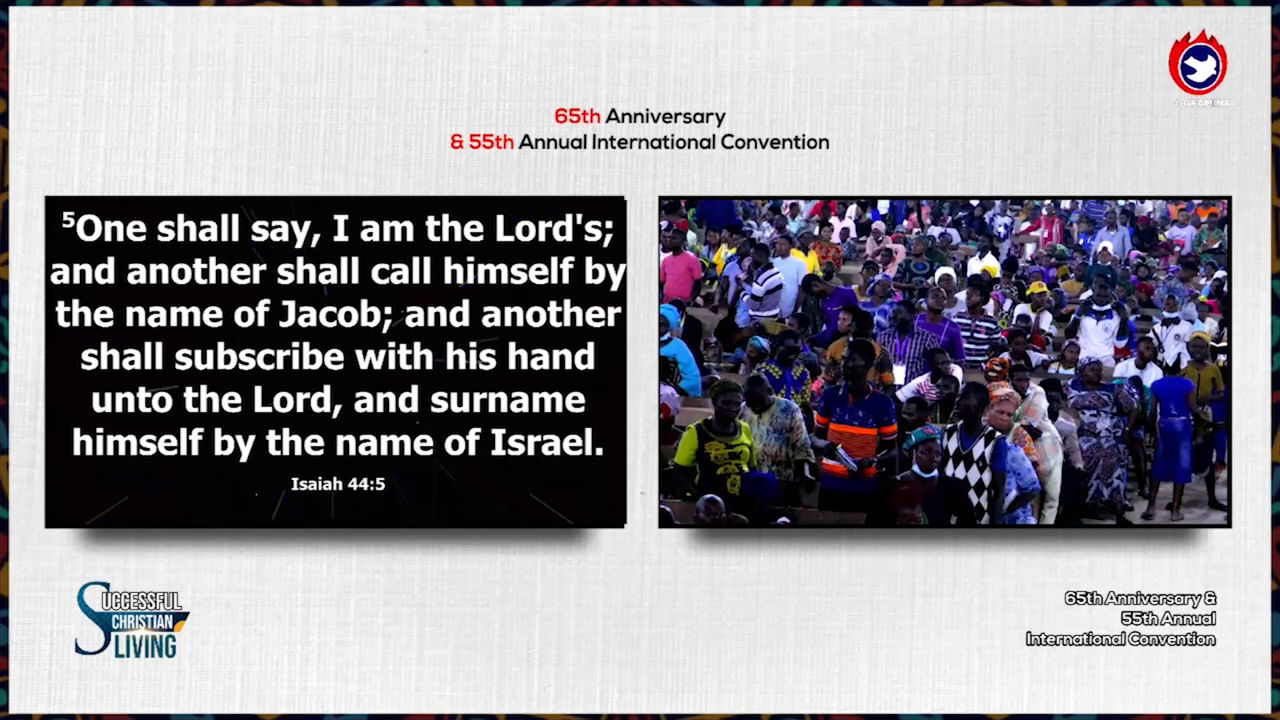 65th Anniversary
& 55th Annual International Convention
5One shall say, I am the Lord's;
and another shall call himself by
the name of Jacob; and another
shall subscribe with his hand
unto the Lord, and surname
himself by the name of Israel.
Isaiah 44:5
SUCCESSFUL
CHRISTIAN
LIVING
65th Anniversary &
55th Annual
International Convention